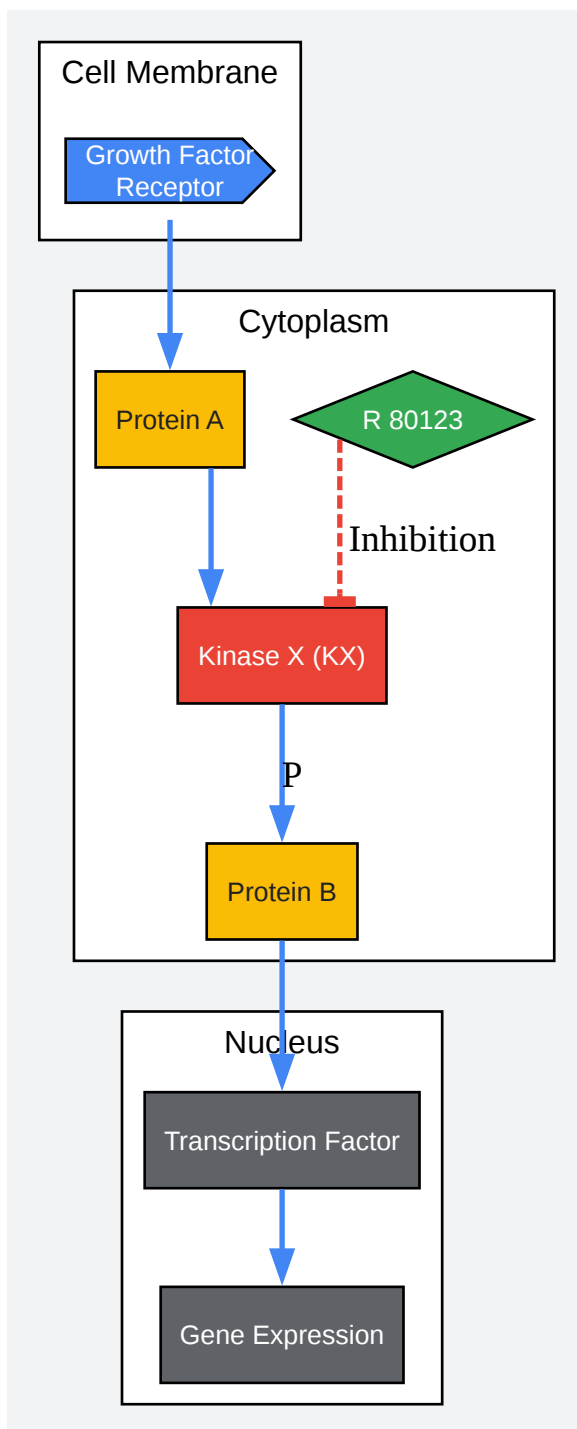 Cell Membrane
Growth Factor
Receptor
Cytoplasm
Protein A
R 80123
Inhibition
Kinase X (KX)
P
Protein B
Nucleus
Transcription Factor
Gene Expression